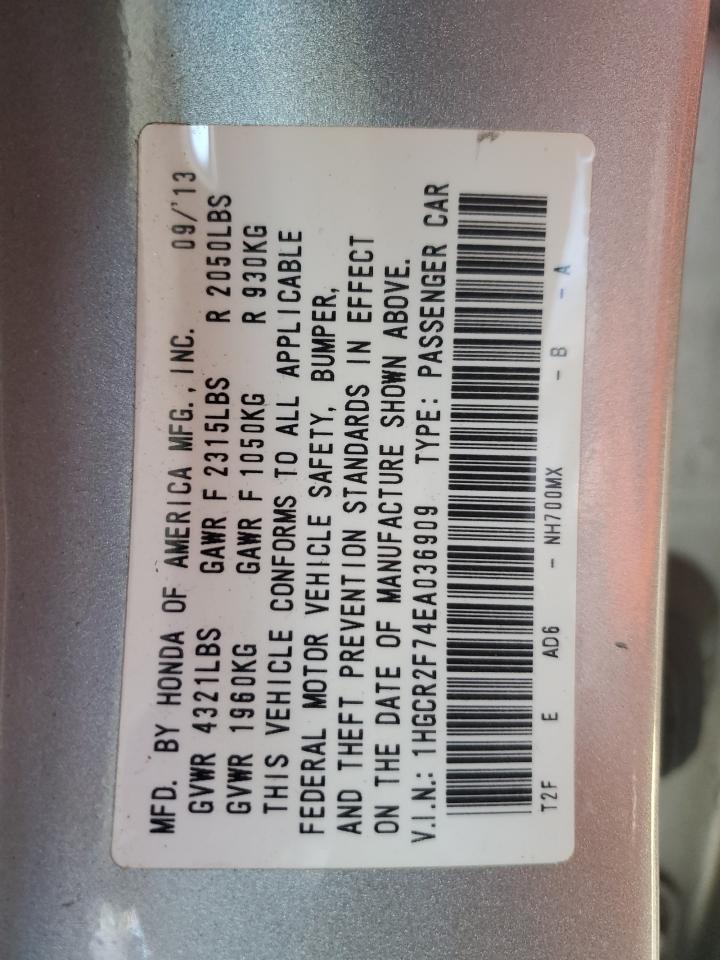 MFD. BY HONDA OF AMERICA MFG., INC. 09/'13
GVWR 4321LBS GAWR F 2315LBS R 2050LBS
GVWR 1960KG GAWR F 1050KG R 930KG
THIS VEHICLE CONFORMS TO ALL APPLICABLE
FEDERAL MOTOR VEHICLE SAFETY, BUMPER,
AND THEFT PREVENTION STANDARDS IN EFFECT
ON THE DATE OF MANUFACTURE SHOWN ABOVE.
V.I.N.: 1HGCR2F74EA036909 TYPE: PASSENGER CAR
T2F E AD6 - NH700MX - B - A